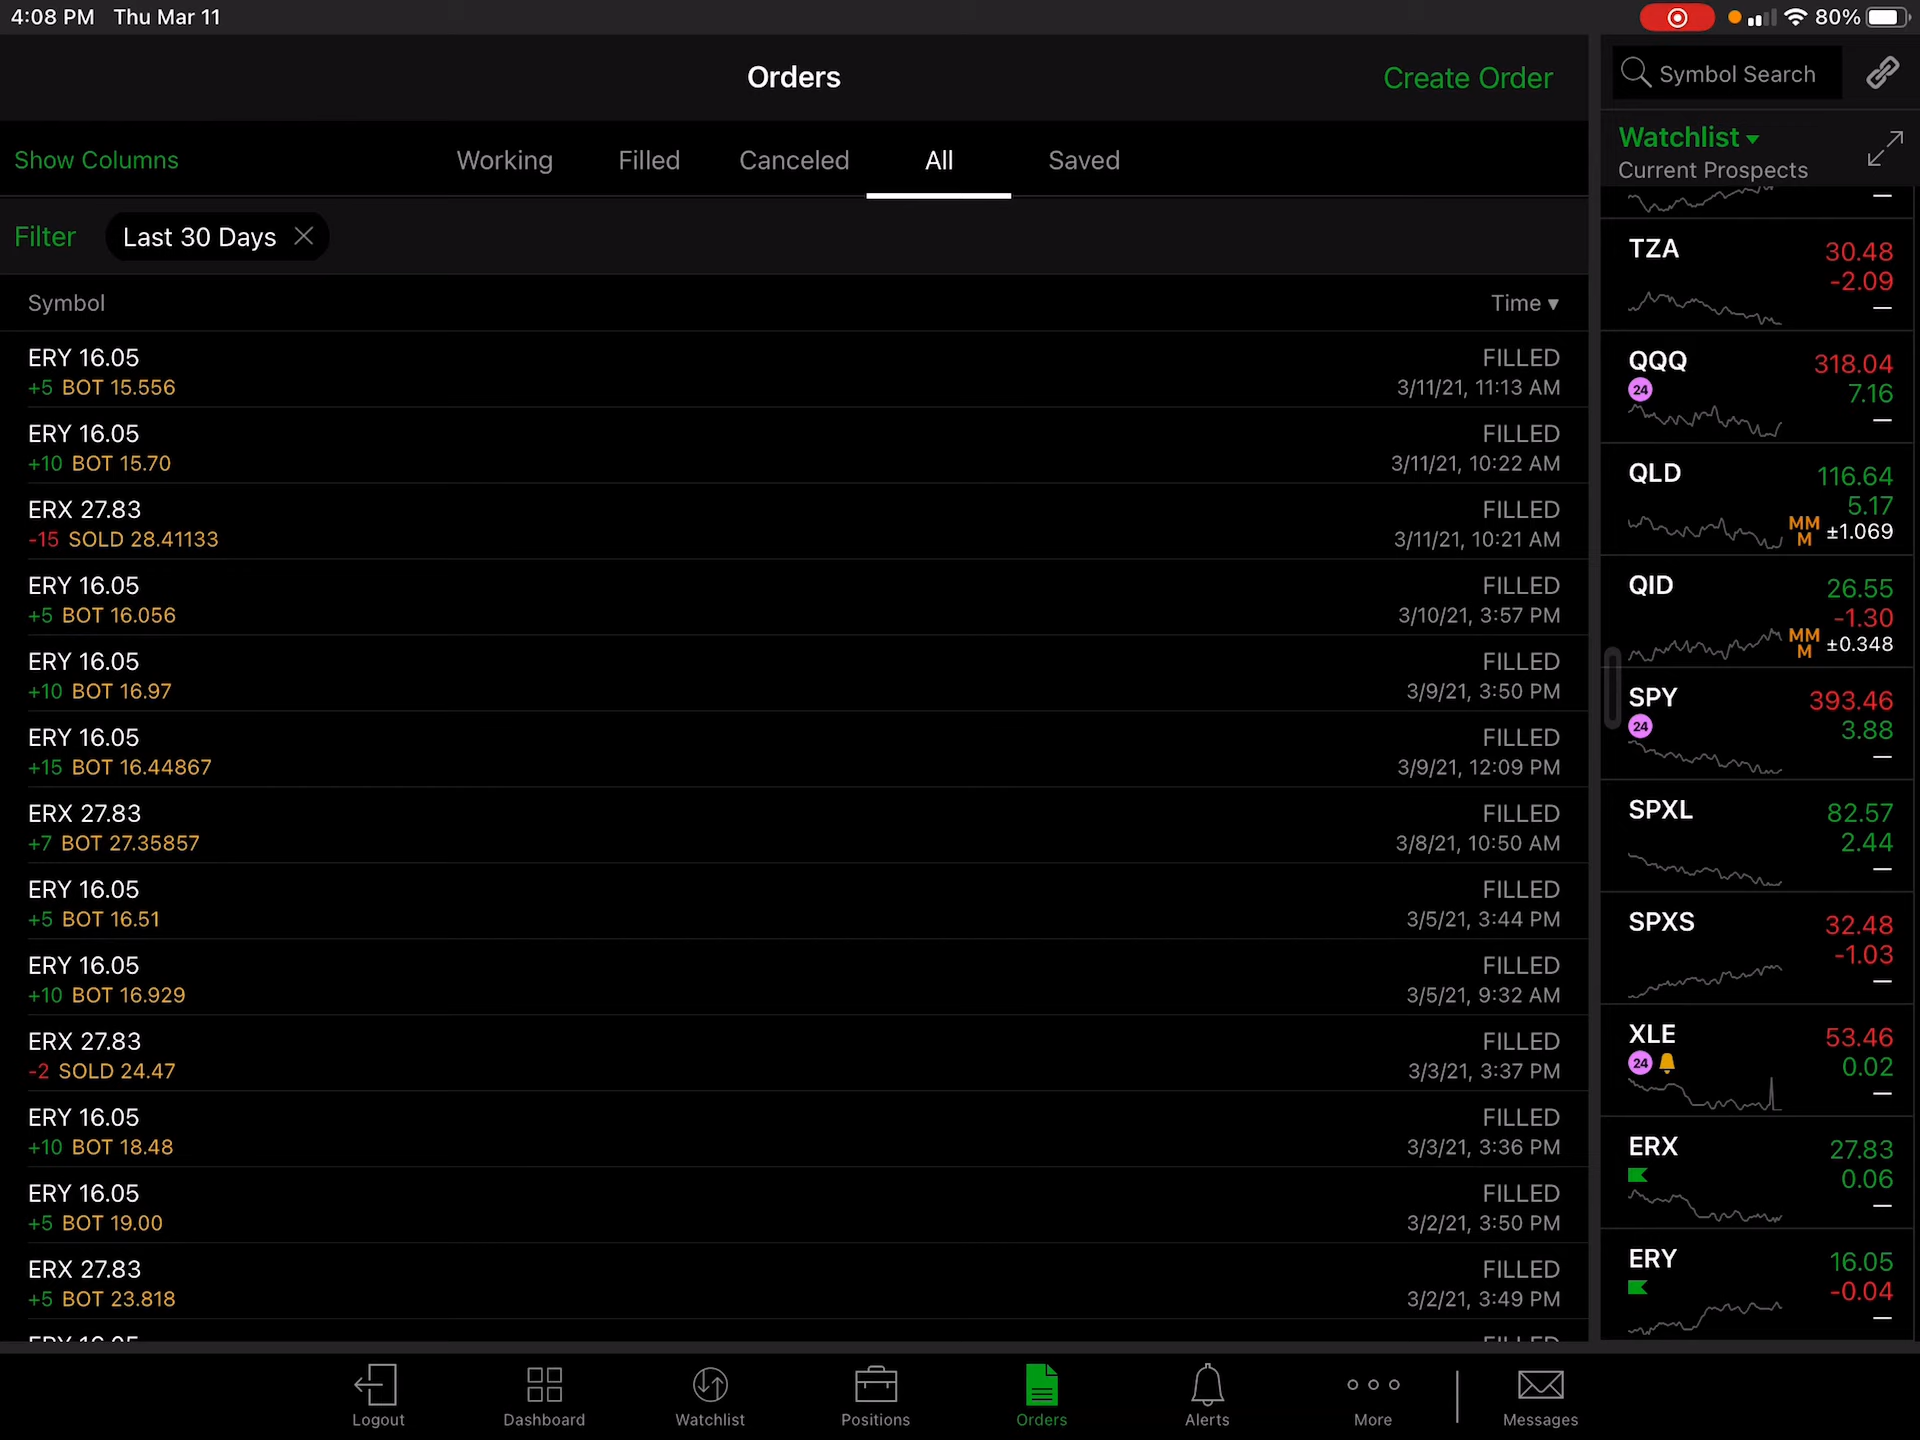 4:08 PM Thu Mar 11
80%
Orders
Create Order
Show Columns
Working
Filled
Canceled
All
Saved
Filter
Last 30 Days
Symbol
Time ▾
ERY 16.05
FILLED
+5 BOT 15.556
3/11/21, 11:13 AM
ERY 16.05
FILLED
+10 BOT 15.70
3/11/21, 10:22 AM
ERX 27.83
FILLED
-15 SOLD 28.41133
3/11/21, 10:21 AM
ERY 16.05
FILLED
+5 BOT 16.056
3/10/21, 3:57 PM
ERY 16.05
FILLED
+10 BOT 16.97
3/9/21, 3:50 PM
ERY 16.05
FILLED
+15 BOT 16.44867
3/9/21, 12:09 PM
ERX 27.83
FILLED
+7 BOT 27.35857
3/8/21, 10:50 AM
ERY 16.05
FILLED
+5 BOT 16.51
3/5/21, 3:44 PM
ERY 16.05
FILLED
+10 BOT 16.929
3/5/21, 9:32 AM
ERX 27.83
FILLED
-2 SOLD 24.47
3/3/21, 3:37 PM
ERY 16.05
FILLED
+10 BOT 18.48
3/3/21, 3:36 PM
ERY 16.05
FILLED
+5 BOT 19.00
3/2/21, 3:50 PM
ERX 27.83
FILLED
+5 BOT 23.818
3/2/21, 3:49 PM
ERY 16.05
FILLED
Symbol Search
Watchlist
Current Prospects
—
TZA
30.48
-2.09
—
QQQ
318.04
24
7.16
—
QLD
116.64
5.17
MM
M
±1.069
QID
26.55
-1.30
MM
M
±0.348
SPY
393.46
24
3.88
—
SPXL
82.57
2.44
—
SPXS
32.48
-1.03
—
XLE
53.46
24
0.02
—
ERX
27.83
0.06
—
ERY
16.05
-0.04
—
Logout
Dashboard
Watchlist
Positions
Orders
Alerts
More
Messages